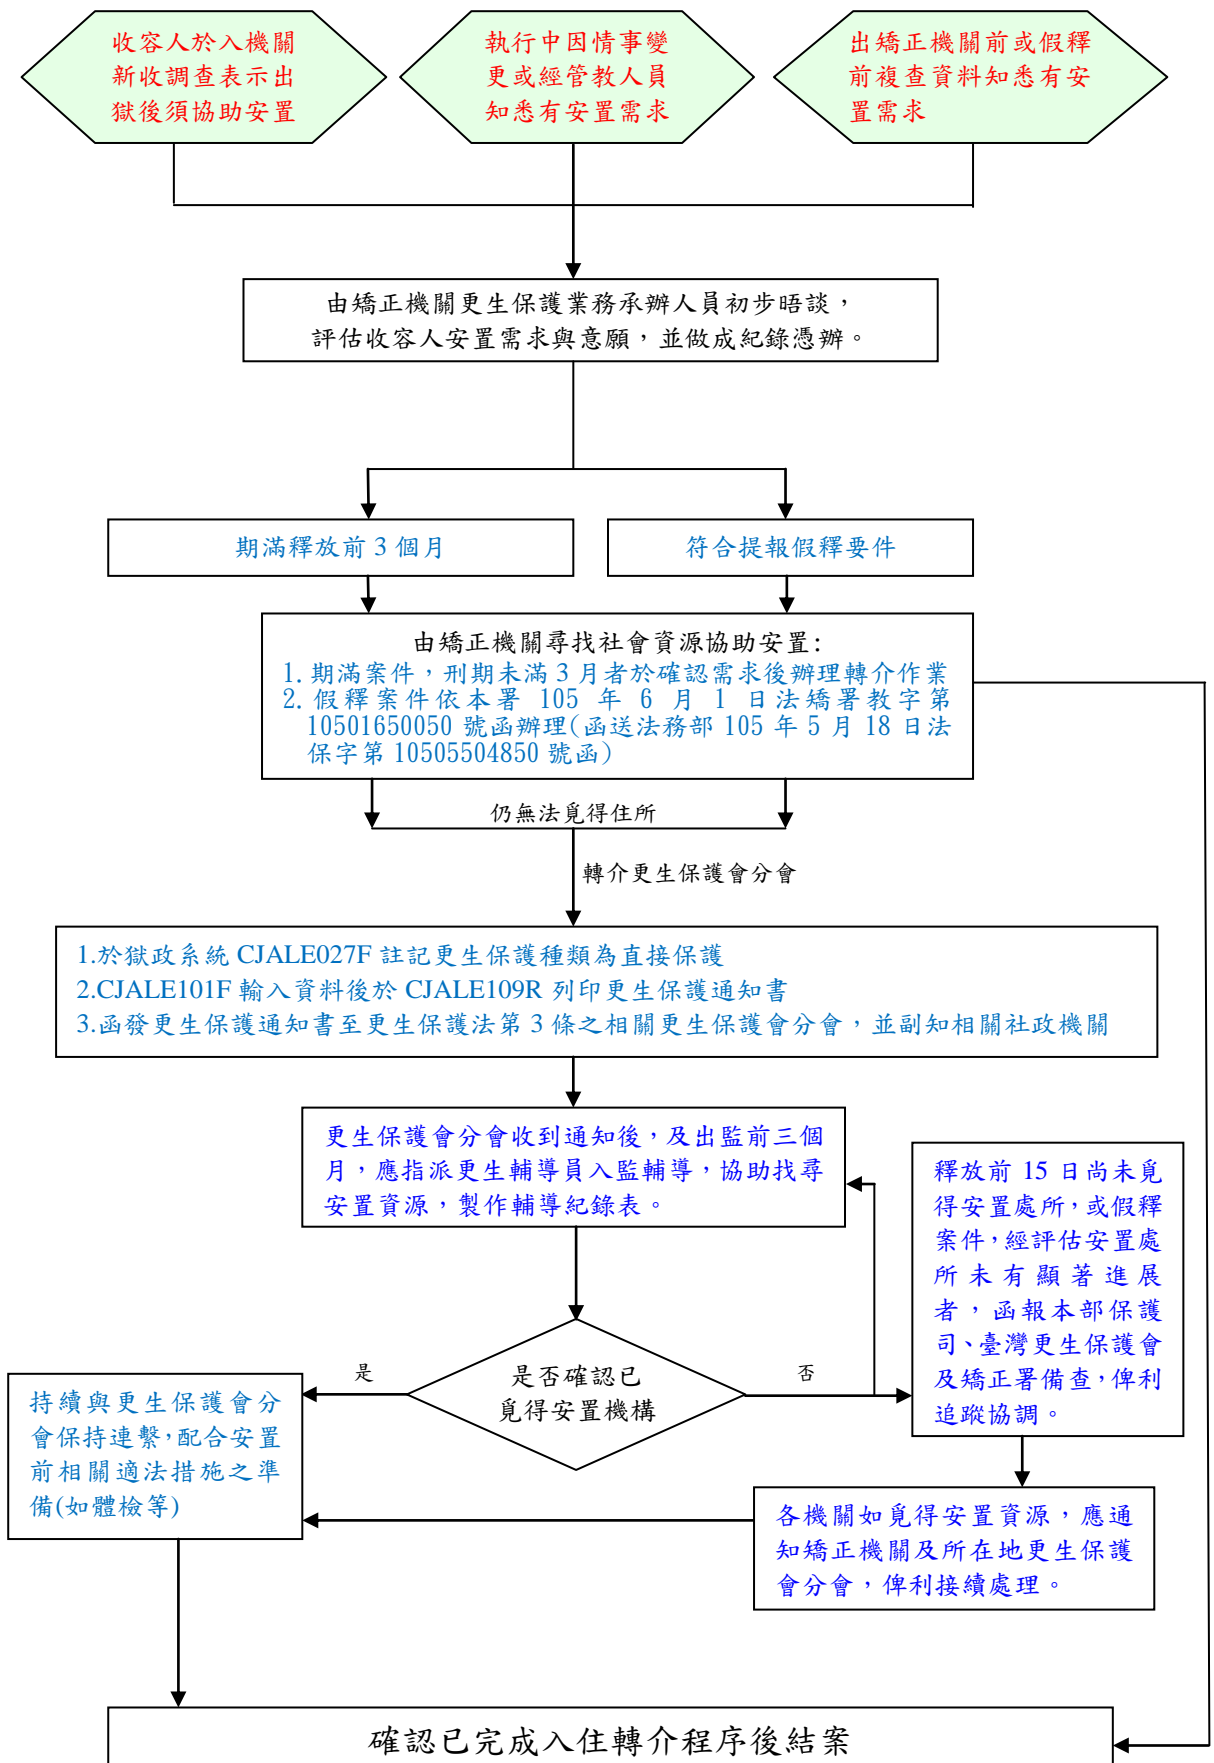 收容人於入機關
新收調查表示出
獄後須協助安置
執行中因情事變
更或經管教人員
知悉有安置需求
出矯正機關前或假釋
前複查資料知悉有安
置需求
由矯正機關更生保護業務承辦人員初步晤談，
評估收容人安置需求與意願，並做成紀錄憑辦。
期滿釋放前 3 個月
符合提報假釋要件
由矯正機關尋找社會資源協助安置:
1. 期滿案件，刑期未滿 3 月者於確認需求後辦理轉介作業
2. 假釋案件依本署 105 年 6 月 1 日法矯署教字第
10501650050 號函辦理(函送法務部 105 年 5 月 18 日法
保字第 10505504850 號函)
仍無法覓得住所
轉介更生保護會分會
1.於獄政系統 CJALE027F 註記更生保護種類為直接保護
2.CJALE101F 輸入資料後於 CJALE109R 列印更生保護通知書
3.函發更生保護通知書至更生保護法第 3 條之相關更生保護會分會，並副知相關社政機關
更生保護會分會收到通知後，及出監前三個
月，應指派更生輔導員入監輔導，協助找尋
安置資源，製作輔導紀錄表。
釋放前 15 日尚未覓
得安置處所，或假釋
案件，經評估安置處
所未有顯著進展
者，函報本部保護
司、臺灣更生保護會
及矯正署備查，俾利
追蹤協調。
是否確認已
覓得安置機構
是
否
持續與更生保護會分
會保持連繫，配合安置
前相關適法措施之準
備(如體檢等)
各機關如覓得安置資源，應通
知矯正機關及所在地更生保護
會分會，俾利接續處理。
確認已完成入住轉介程序後結案